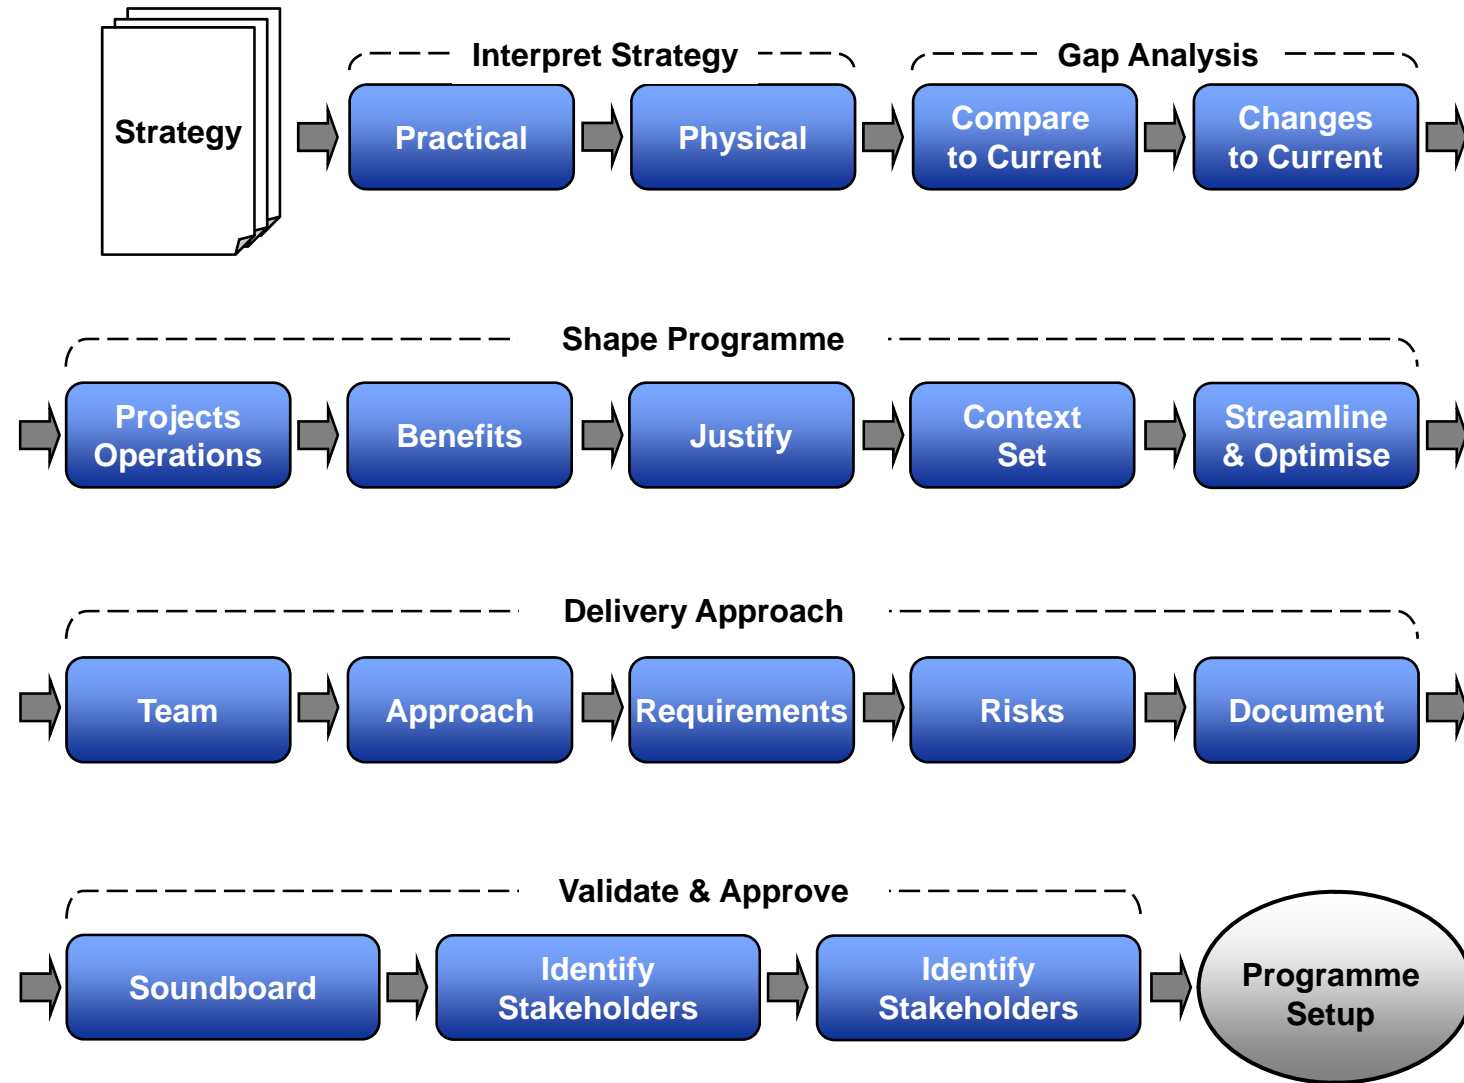 Interpret Strategy
Gap Analysis
Strategy
Practical
Physical
Compare
to Current
Changes
to Current
Shape Programme
Projects
Operations
Benefits
Justify
Context
Set
Streamline
& Optimise
Delivery Approach
Team
Approach
Requirements
Risks
Document
Validate & Approve
Soundboard
Identify
Stakeholders
Identify
Stakeholders
Programme
Setup